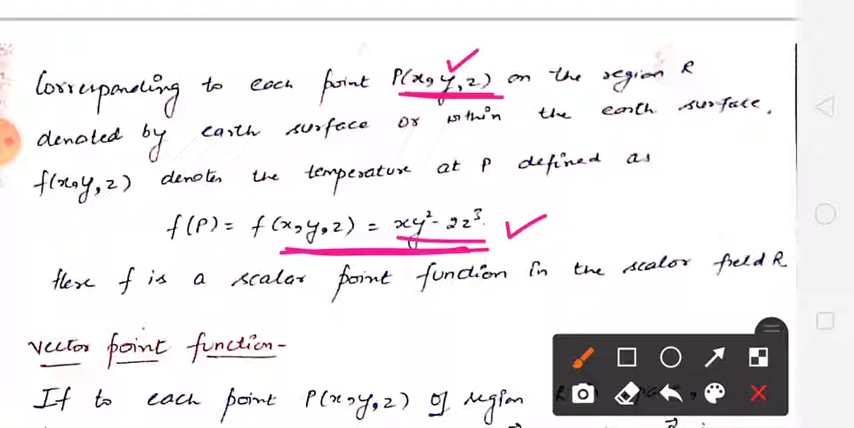 Corresponding to each point P(x, y, z) on the region R
denoted by earth surface or within the earth surface.
f(x, y, z) denotes the temperature at P defined as
f(P) = f(x, y, z) = xy² - 2z³.
Here f is a scalar point function in the scalar field R
vector point function-
If to each point P(x, y, z) of region